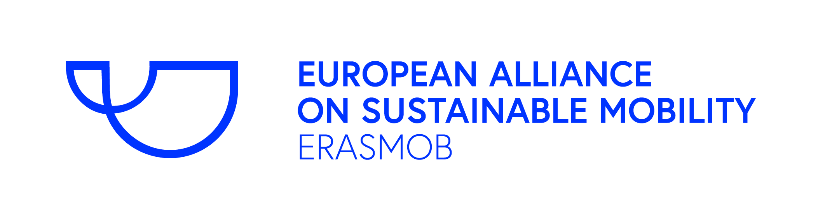 EUROPEAN ALLIANCE
ON SUSTAINABLE MOBILITY
ERASMOB